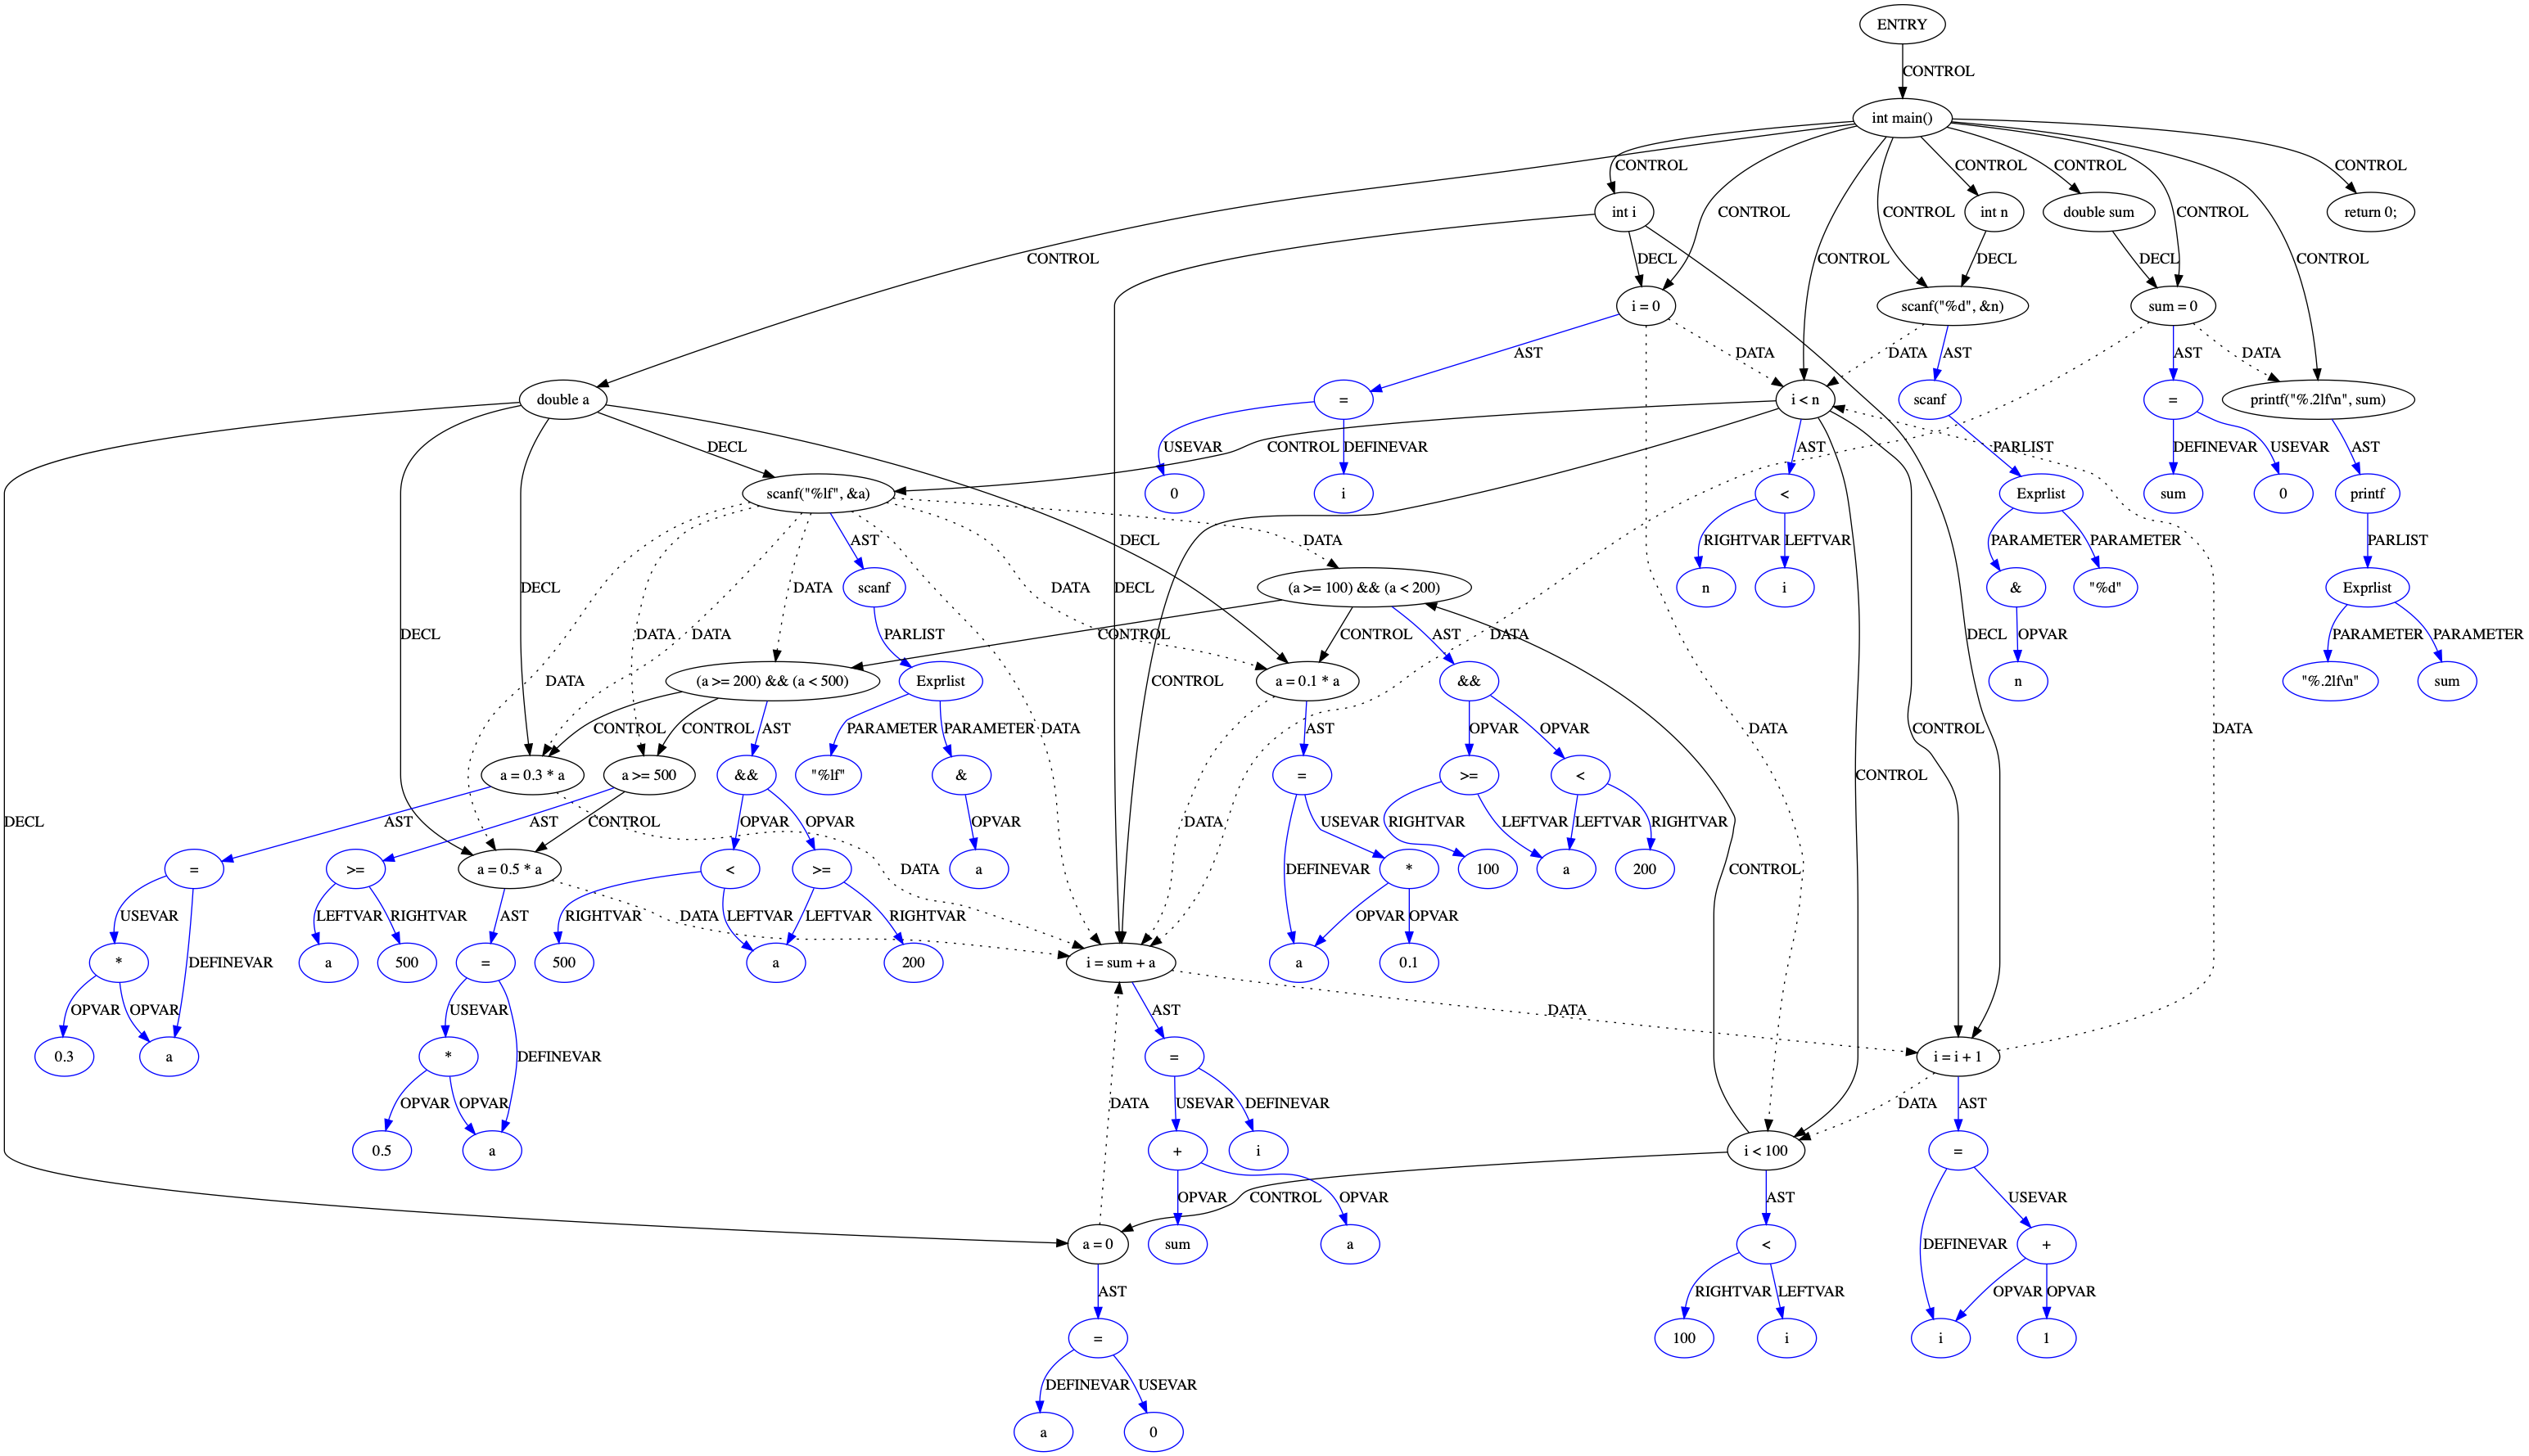 ENTRY
CONTROL
int main()
CONTROL
CONTROL
CONTROL
int i
CONTROL
CONTROL
int n
double sum
CONTROL
return 0;
CONTROL
DECL
CONTROL
DECL
DECL
CONTROL
i = 0
scanf("%d", &n)
sum = 0
AST
DATA
DATA
AST
AST
DATA
double a
=
i < n
scanf
=
printf("%.2lf\n", sum)
DECL
CONTROL
USEVAR
DEFINEVAR
AST
PARLIST
DEFINEVAR
USEVAR
AST
scanf("%lf", &a)
0
i
<
Exprlist
sum
0
printf
AST
DATA
DECL
RIGHTVAR
LEFTVAR
PARAMETER
PARAMETER
PARLIST
DECL
scanf
DATA
DATA
DECL
(a >= 100) && (a < 200)
n
i
&
"%d"
Exprlist
DECL
DATA
DATA
PARLIST
CONTROL
CONTROL
AST
DATA
DECL
OPVAR
PARAMETER
PARAMETER
DATA
(a >= 200) && (a < 500)
Exprlist
CONTROL
a = 0.1 * a
&&
n
"%.2lf\n"
sum
CONTROL
CONTROL
AST
PARAMETER
PARAMETER
DATA
AST
OPVAR
OPVAR
DATA
CONTROL
DATA
a = 0.3 * a
a >= 500
&&
"%lf"
&
=
>=
<
CONTROL
DECL
AST
AST
CONTROL
OPVAR
OPVAR
OPVAR
DATA
USEVAR
RIGHTVAR
LEFTVAR
LEFTVAR
RIGHTVAR
=
>=
a = 0.5 * a
<
>=
a
DATA
DEFINEVAR
*
100
a
200
CONTROL
USEVAR
LEFTVAR
RIGHTVAR
AST
RIGHTVAR
DATA
LEFTVAR
LEFTVAR
RIGHTVAR
OPVAR
OPVAR
*
DEFINEVAR
a
500
=
500
a
200
i = sum + a
a
0.1
OPVAR
OPVAR
USEVAR
AST
DATA
0.3
a
*
DEFINEVAR
=
i = i + 1
OPVAR
OPVAR
DATA
USEVAR
DEFINEVAR
DATA
AST
0.5
a
+
i
i < 100
=
CONTROL
OPVAR
OPVAR
AST
USEVAR
a = 0
sum
a
<
DEFINEVAR
+
AST
RIGHTVAR
LEFTVAR
OPVAR
OPVAR
=
100
i
i
1
DEFINEVAR
USEVAR
a
0